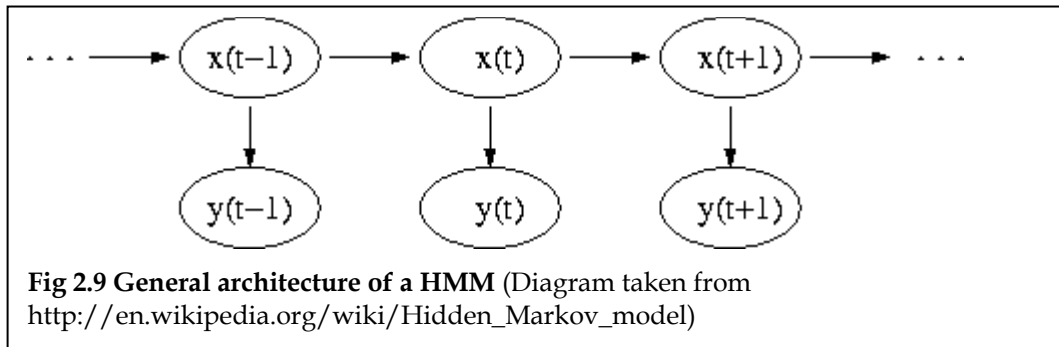 . . . x(t−1) x(t) x(t+1) . . .
y(t−1) y(t) y(t+1)
Fig 2.9 General architecture of a HMM (Diagram taken from
http://en.wikipedia.org/wiki/Hidden_Markov_model)